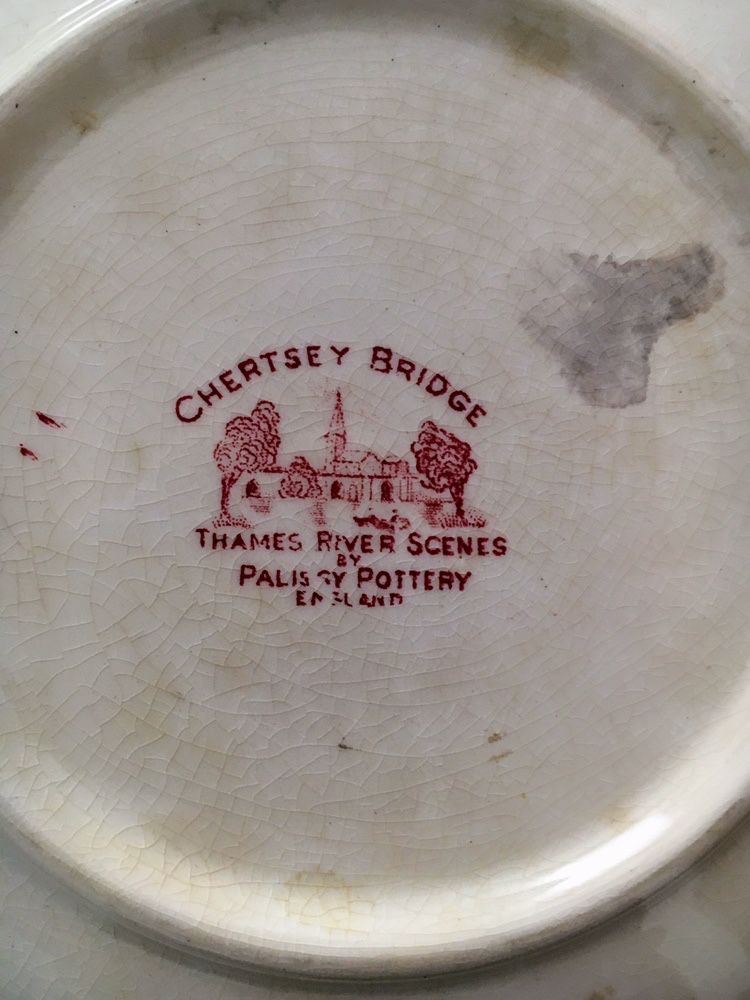 CHERTSEY BRIDGE
THAMES RIVER SCENES
BY
PALISSY POTTERY
ENGLAND